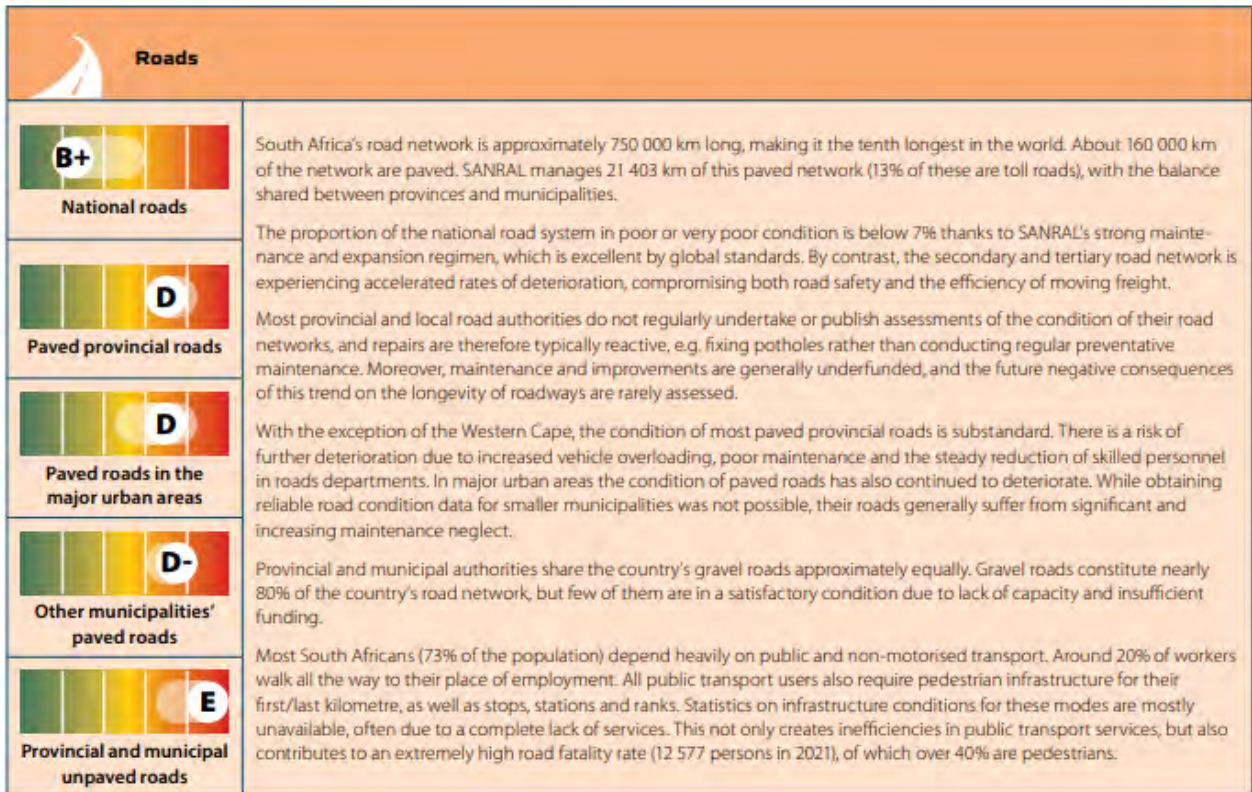 Roads
B+
National roads
D
Paved provincial roads
D
Paved roads in the
major urban areas
D-
Other municipalities'
paved roads
E
Provincial and municipal
unpaved roads
South Africa's road network is approximately 750 000 km long, making it the tenth longest in the world. About 160 000 km
of the network are paved. SANRAL manages 21 403 km of this paved network (13% of these are toll roads), with the balance
shared between provinces and municipalities.
The proportion of the national road system in poor or very poor condition is below 7% thanks to SANRAL's strong mainte-
nance and expansion regimen, which is excellent by global standards. By contrast, the secondary and tertiary road network is
experiencing accelerated rates of deterioration, compromising both road safety and the efficiency of moving freight.
Most provincial and local road authorities do not regularly undertake or publish assessments of the condition of their road
networks, and repairs are therefore typically reactive, e.g. fixing potholes rather than conducting regular preventative
maintenance. Moreover, maintenance and improvements are generally underfunded, and the future negative consequences
of this trend on the longevity of roadways are rarely assessed.
With the exception of the Western Cape, the condition of most paved provincial roads is substandard. There is a risk of
further deterioration due to increased vehicle overloading, poor maintenance and the steady reduction of skilled personnel
in roads departments. In major urban areas the condition of paved roads has also continued to deteriorate. While obtaining
reliable road condition data for smaller municipalities was not possible, their roads generally suffer from significant and
increasing maintenance neglect.
Provincial and municipal authorities share the country's gravel roads approximately equally. Gravel roads constitute nearly
80% of the country's road network, but few of them are in a satisfactory condition due to lack of capacity and insufficient
funding.
Most South Africans (73% of the population) depend heavily on public and non-motorised transport. Around 20% of workers
walk all the way to their place of employment. All public transport users also require pedestrian infrastructure for their
first/last kilometre, as well as stops, stations and ranks. Statistics on infrastructure conditions for these modes are mostly
unavailable, often due to a complete lack of services. This not only creates inefficiencies in public transport services, but also
contributes to an extremely high road fatality rate (12 577 persons in 2021), of which over 40% are pedestrians.